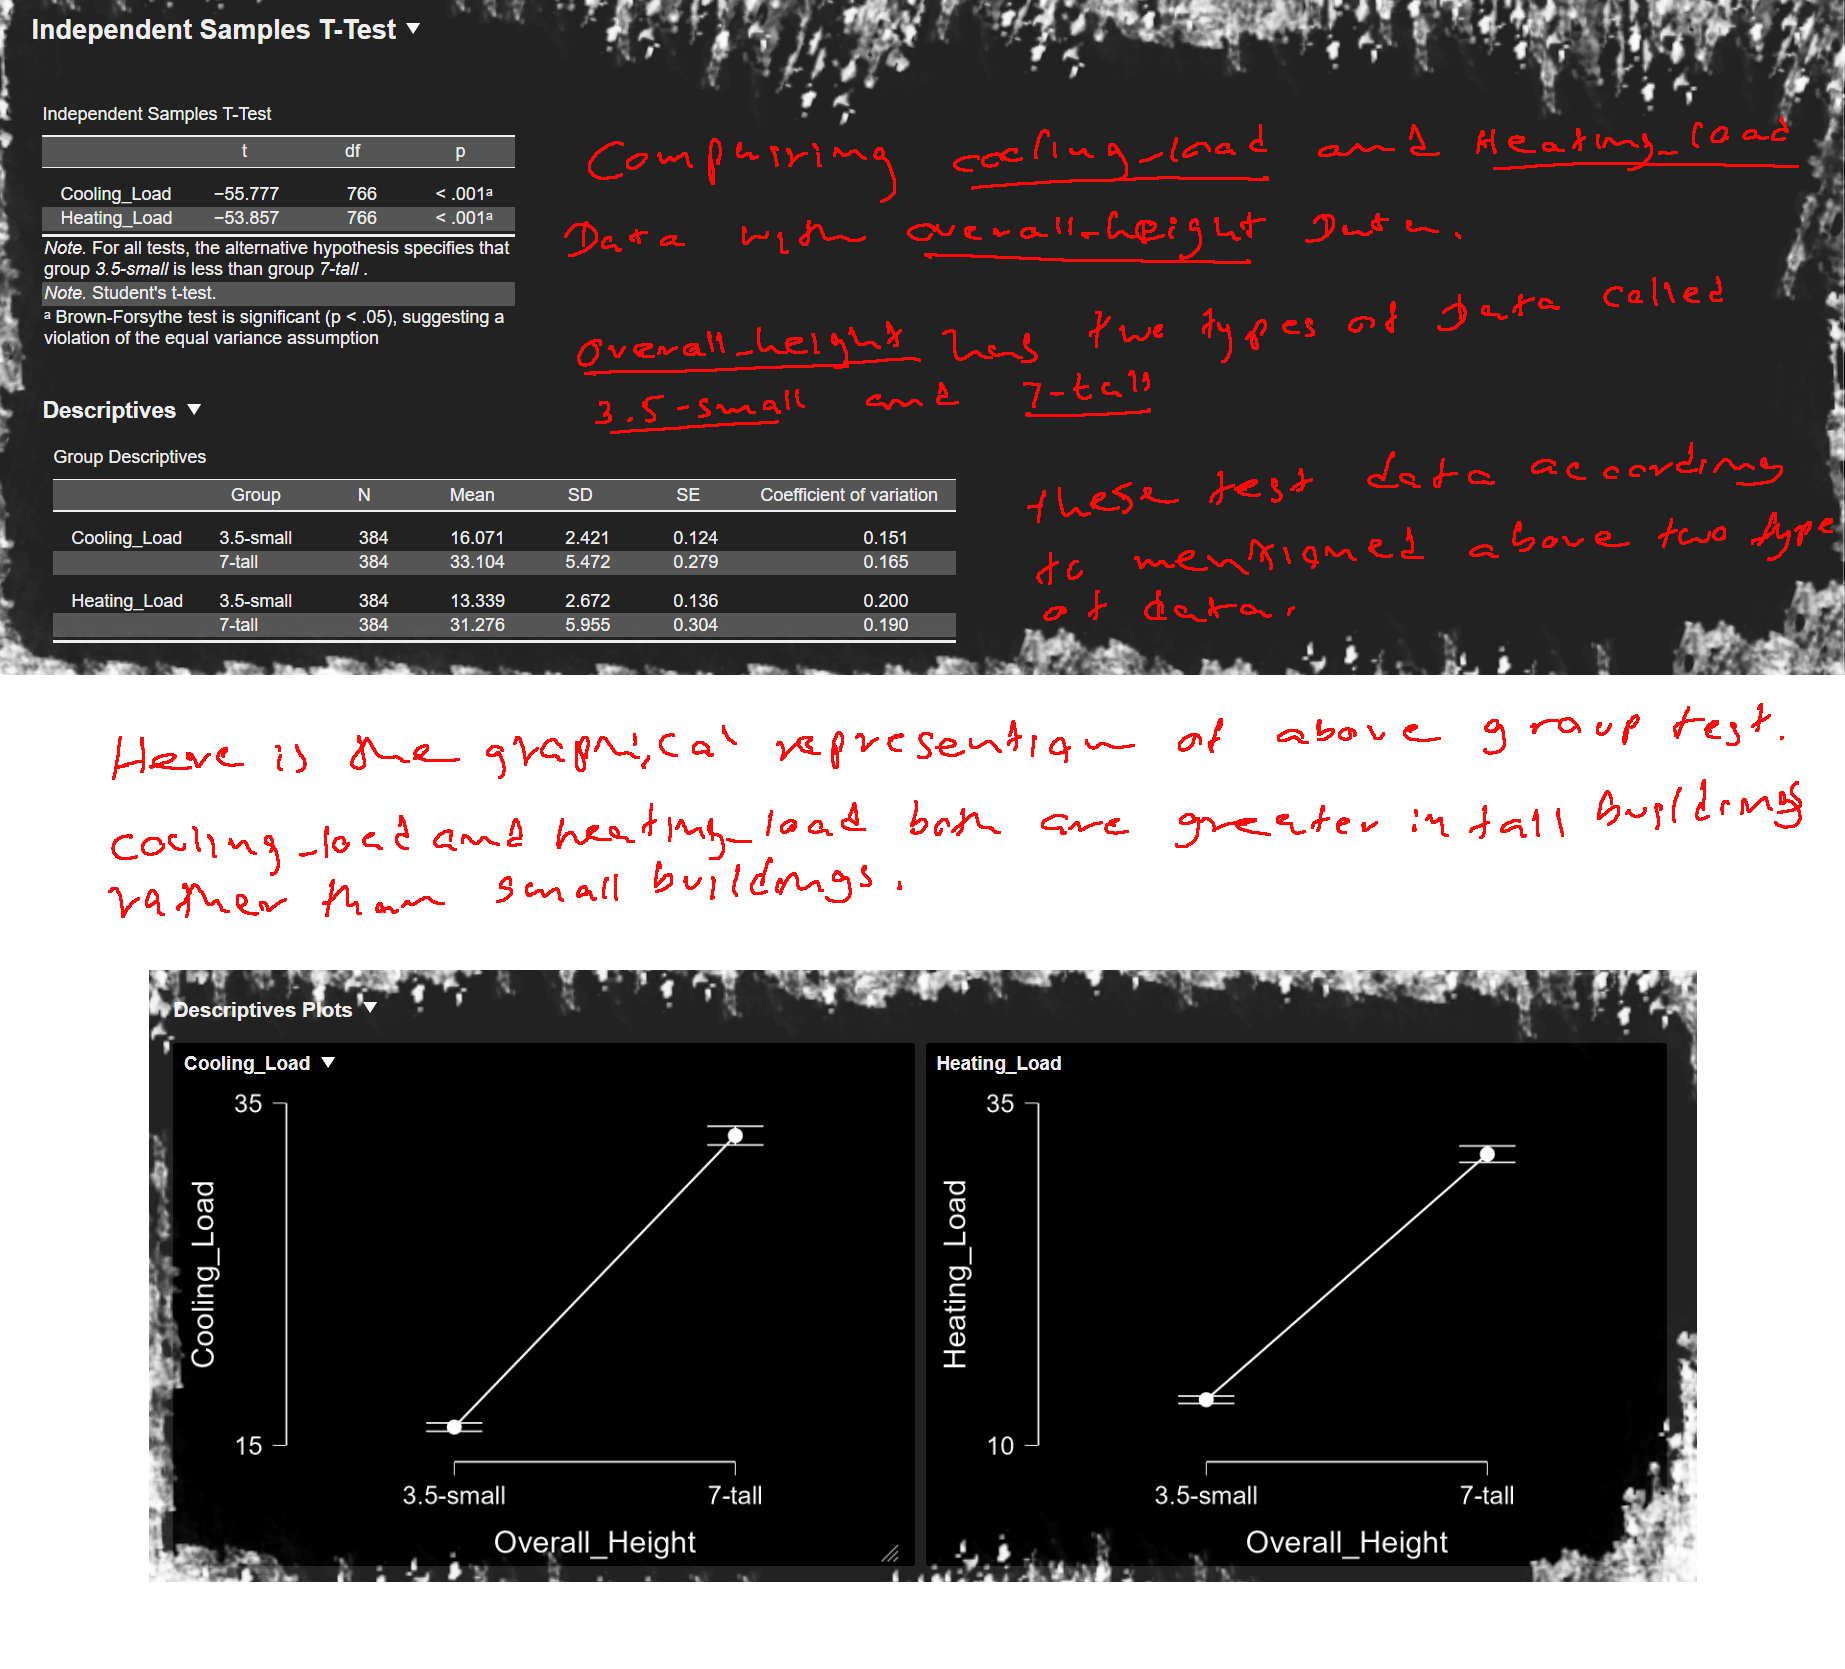 Independent Samples T-Test ▼
Independent Samples T-Test
t df p
Cooling_Load −55.777 766 < .001ᵃ
Heating_Load −53.857 766 < .001ᵃ
Note. For all tests, the alternative hypothesis specifies that
group 3.5-small is less than group 7-tall .
Note. Student's t-test.
ᵃ Brown-Forsythe test is significant (p < .05), suggesting a
violation of the equal variance assumption
Comparing cooling_load and Heating_load
Data with overall_height Data.
overall_height has two types of data called
3.5-small and 7-tall
these test data according
to mentioned above two type
of data.
Descriptives ▼
Group Descriptives
Group N Mean SD SE Coefficient of variation
Cooling_Load 3.5-small 384 16.071 2.421 0.124 0.151
7-tall 384 33.104 5.472 0.279 0.165
Heating_Load 3.5-small 384 13.339 2.672 0.136 0.200
7-tall 384 31.276 5.955 0.304 0.190
Here is the graphical representation of above group test.
cooling_load and heating_load both are greater in tall buildings
rather than small buildings.
Descriptives Plots ▼
Cooling_Load ▼
35
15
Cooling_Load
3.5-small 7-tall
Overall_Height
Heating_Load
35
10
Heating_Load
3.5-small 7-tall
Overall_Height